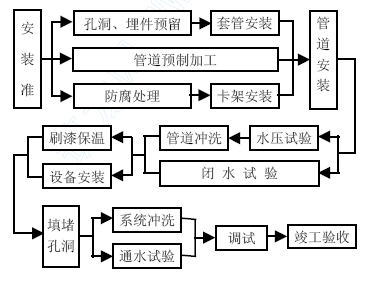 安装准
孔洞、埋件预留
套管安装
管道预制加工
防腐处理
卡架安装
管道安装
刷漆保温
管道冲洗
水压试验
设备安装
闭水试验
填堵
孔洞
系统冲洗
通水试验
调试
竣工验收